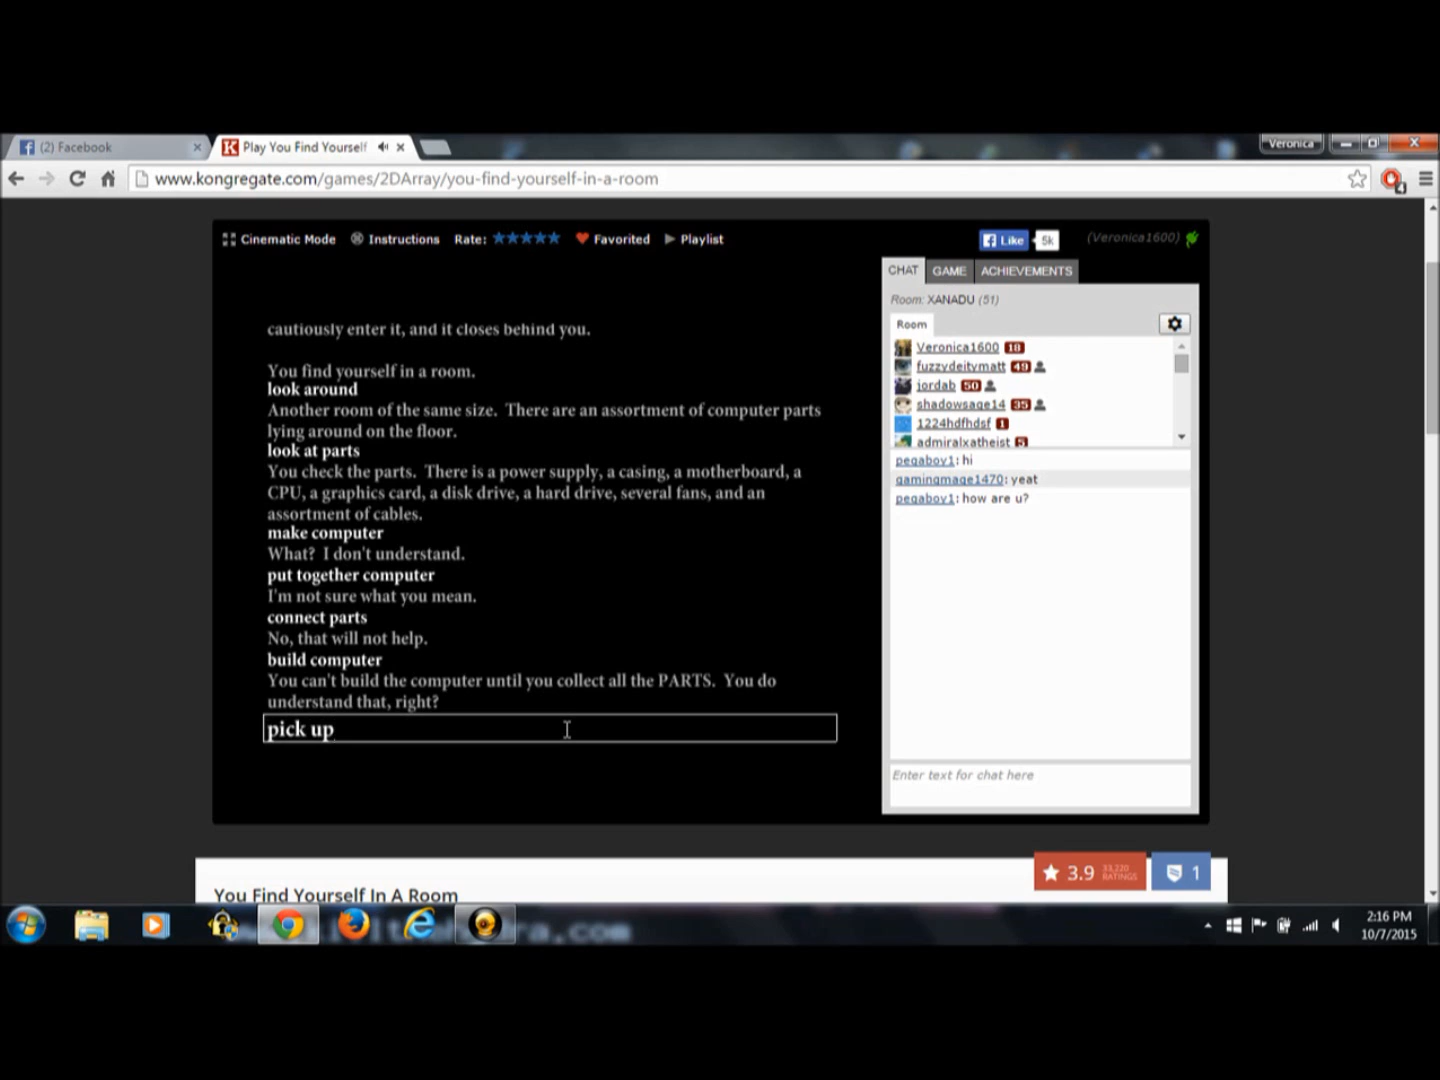 (2) Facebook
Play You Find Yourself
Veronica
www.kongregate.com/games/2DArray/you-find-yourself-in-a-room
4
Cinematic Mode
Instructions
Rate:
Favorited
Playlist
Like
5k
(Veronica1600)
CHAT
GAME
ACHIEVEMENTS
Room: XANADU (51)
Room
Veronica1600 18
fuzzydeitymatt 49
jordab 50
shadowsage14 35
1224hdfhdsf 1
admiralxatheist 5
pegaboy1: hi
gamingmage1470: yeat
pegaboy1: how are u?
Enter text for chat here
cautiously enter it, and it closes behind you.
You find yourself in a room.
look around
Another room of the same size. There are an assortment of computer parts
lying around on the floor.
look at parts
You check the parts. There is a power supply, a casing, a motherboard, a
CPU, a graphics card, a disk drive, a hard drive, several fans, and an
assortment of cables.
make computer
What? I don't understand.
put together computer
I'm not sure what you mean.
connect parts
No, that will not help.
build computer
You can't build the computer until you collect all the PARTS. You do
understand that, right?
pick up
3.9
RATINGS
1
You Find Yourself In A Room
2:16 PM
10/7/2015